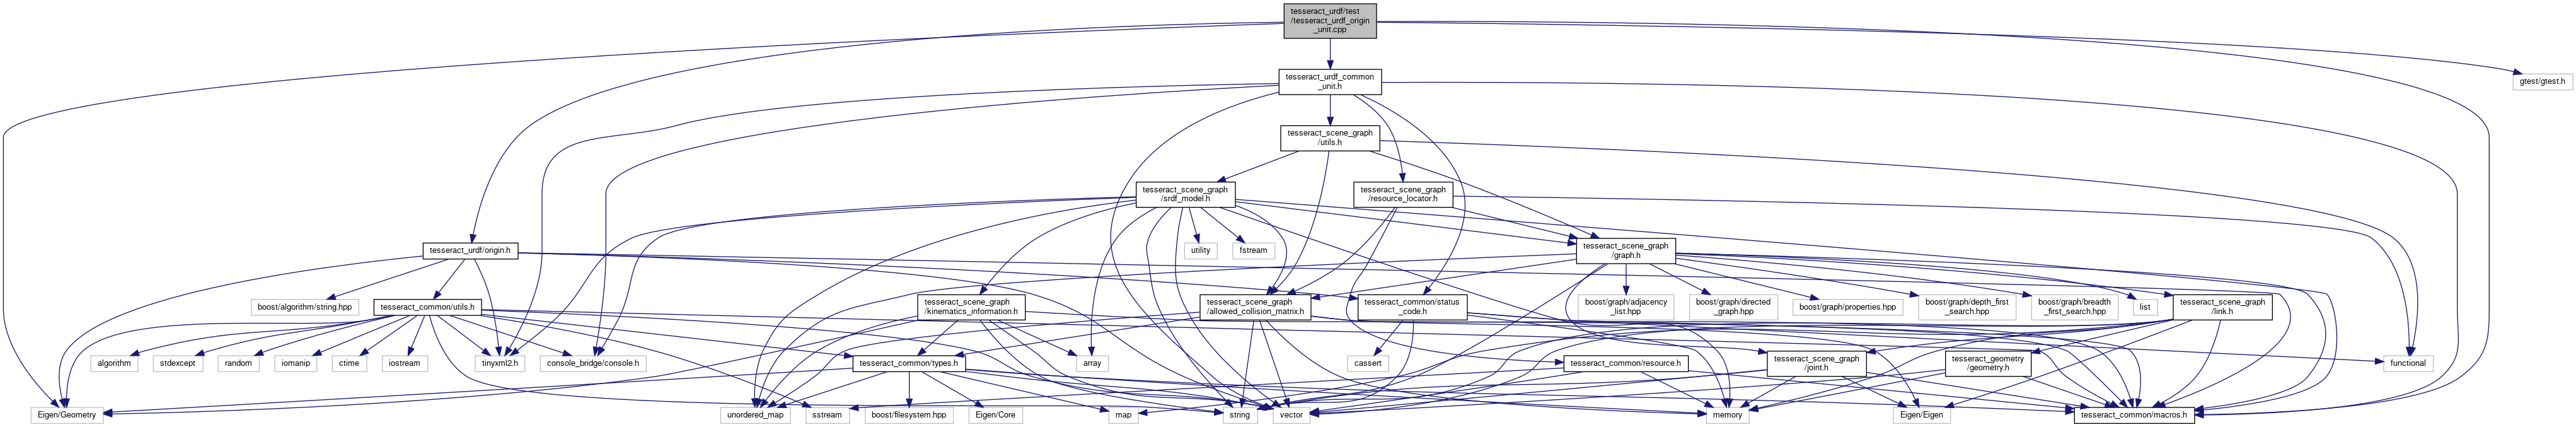 tesseract_urdf/test
/tesseract_urdf_origin
_unit.cpp
tesseract_urdf_common
_unit.h
gtest/gtest.h
tesseract_scene_graph
/utils.h
tesseract_scene_graph
/srdf_model.h
tesseract_scene_graph
/resource_locator.h
tesseract_urdf/origin.h
utility
fstream
tesseract_scene_graph
/graph.h
boost/algorithm/string.hpp
tesseract_common/utils.h
tesseract_scene_graph
/kinematics_information.h
tesseract_scene_graph
/allowed_collision_matrix.h
tesseract_common/status
_code.h
boost/graph/adjacency
_list.hpp
boost/graph/directed
_graph.hpp
boost/graph/properties.hpp
boost/graph/depth_first
_search.hpp
boost/graph/breadth
_first_search.hpp
list
tesseract_scene_graph
/link.h
algorithm
stdexcept
random
iomanip
ctime
iostream
tinyxml2.h
console_bridge/console.h
tesseract_common/types.h
array
cassert
tesseract_common/resource.h
tesseract_scene_graph
/joint.h
tesseract_geometry
/geometry.h
functional
Eigen/Geometry
unordered_map
sstream
boost/filesystem.hpp
Eigen/Core
map
string
vector
memory
Eigen/Eigen
tesseract_common/macros.h